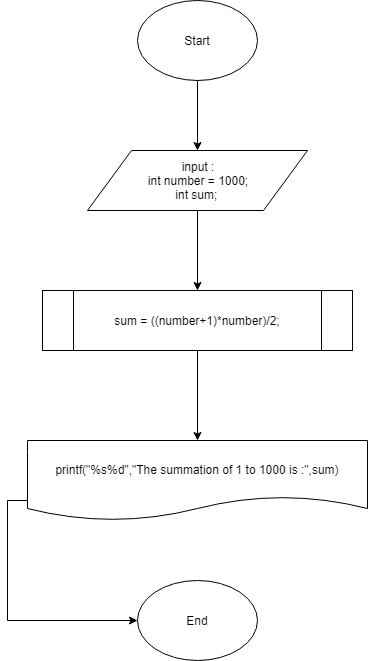 Start
input :
int number = 1000;
int sum;
sum = ((number+1)*number)/2;
printf("%s%d","The summation of 1 to 1000 is :",sum)
End